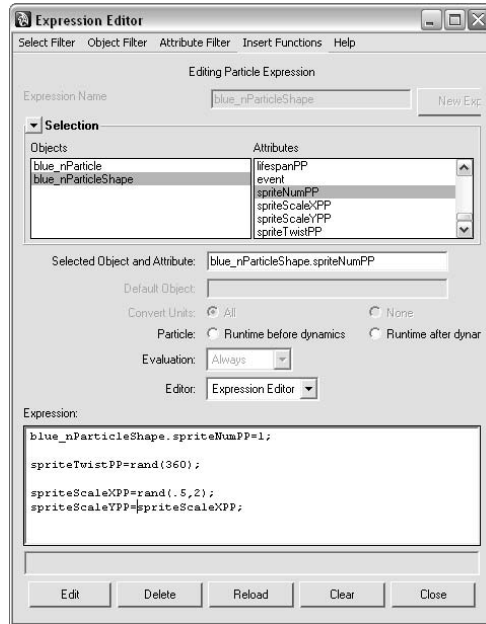 Expression Editor
Select Filter Object Filter Attribute Filter Insert Functions Help
Editing Particle Expression
Expression Name blue_nParticleShape New Exp
Selection
Objects Attributes
blue_nParticle lifespanPP
blue_nParticleShape event
spriteNumPP
spriteScaleXPP
spriteScaleYPP
spriteTwistPP
Selected Object and Attribute: blue_nParticleShape.spriteNumPP
Default Object:
Convert Units: All None
Particle: Runtime before dynamics Runtime after dynar
Evaluation: Always
Editor: Expression Editor
Expression:
blue_nParticleShape.spriteNumPP=1;
spriteTwistPP=rand(360);
spriteScaleXPP=rand(.5,2);
spriteScaleYPP=spriteScaleXPP;
Edit Delete Reload Clear Close